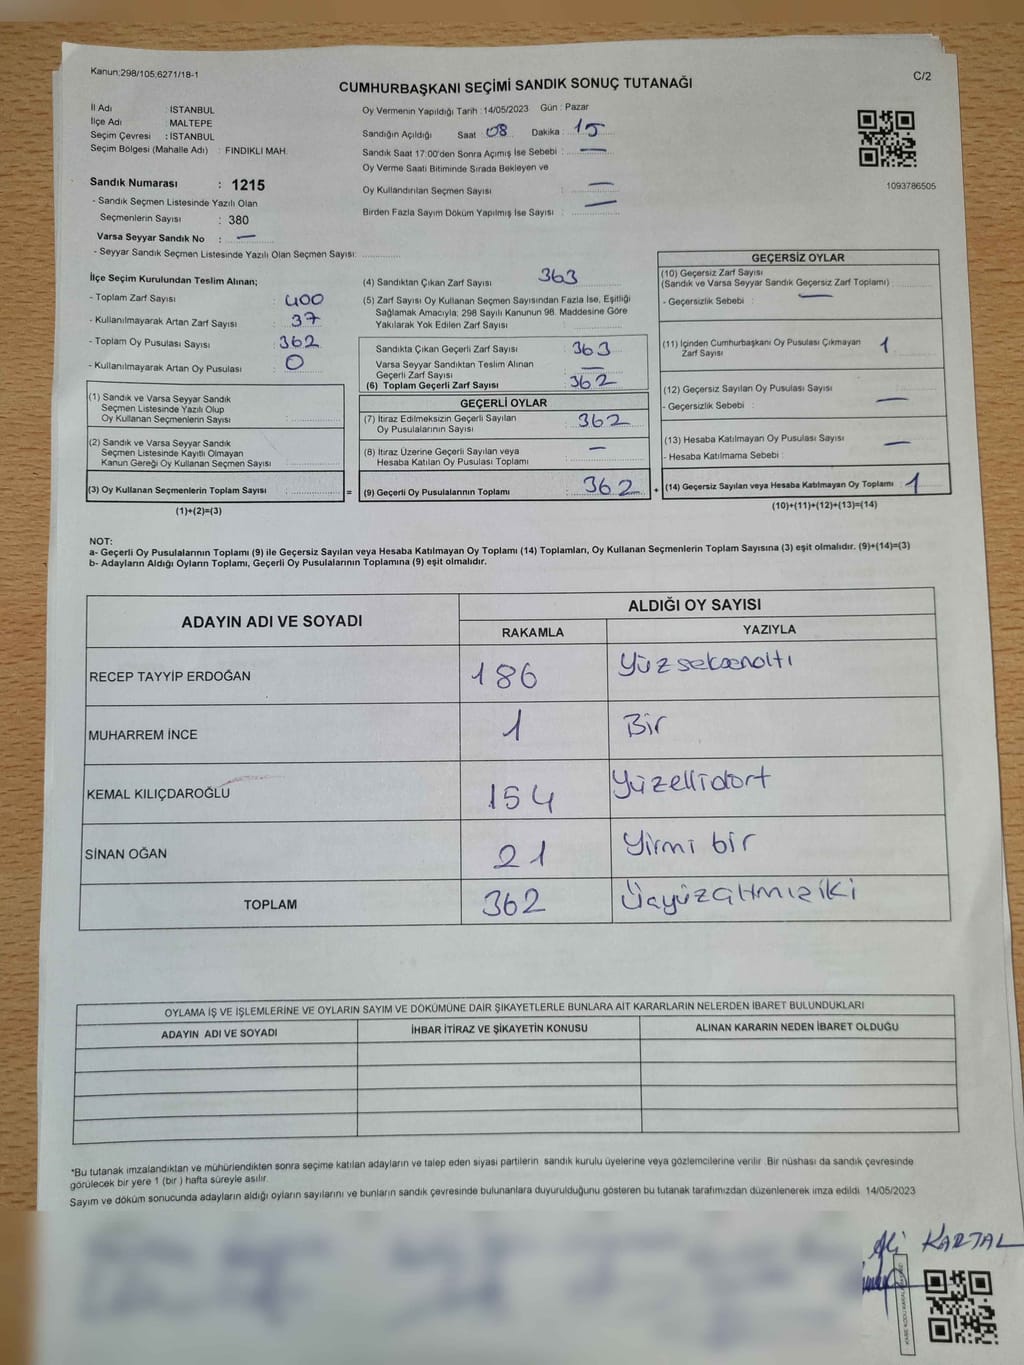 Kanun:298/105,6271/18-1
C/2
CUMHURBAŞKANI SEÇİMİ SANDIK SONUÇ TUTANAĞI
İl Adı : İSTANBUL
İlçe Adı : MALTEPE
Seçim Çevresi : İSTANBUL
Seçim Bölgesi (Mahalle Adı) : FINDIKLI MAH.
Oy Vermenin Yapıldığı Tarih : 14/05/2023 Gün : Pazar
Sandığın Açıldığı Saat : 08 Dakika : 15
Sandık Saat 17:00'den Sonra Açımış İse Sebebi : —
Oy Verme Saati Bitiminde Sırada Bekleyen ve
Oy Kullandırılan Seçmen Sayısı : —
Birden Fazla Sayım Döküm Yapılmış İse Sayısı : —
1093786505
Sandık Numarası : 1215
- Sandık Seçmen Listesinde Yazılı Olan
Seçmenlerin Sayısı : 380
Varsa Seyyar Sandık No : —
- Seyyar Sandık Seçmen Listesinde Yazılı Olan Seçmen Sayısı:
İlçe Seçim Kurulundan Teslim Alınan;
- Toplam Zarf Sayısı : 400
- Kullanılmayarak Artan Zarf Sayısı : 37
- Toplam Oy Pusulası Sayısı : 362
- Kullanılmayarak Artan Oy Pusulası : 0
(1) Sandık ve Varsa Seyyar Sandık
Seçmen Listesinde Yazılı Olup
Oy Kullanan Seçmenlerin Sayısı :
(2) Sandık ve Varsa Seyyar Sandık
Seçmen Listesinde Kayıtlı Olmayan
Kanun Gereği Oy Kullanan Seçmen Sayısı :
(3) Oy Kullanan Seçmenlerin Toplam Sayısı : =
(1)+(2)=(3)
(4) Sandıktan Çıkan Zarf Sayısı 363
(5) Zarf Sayısı Oy Kullanan Seçmen Sayısından Fazla İse, Eşitliği
Sağlamak Amacıyla; 298 Sayılı Kanunun 98. Maddesine Göre
Yakılarak Yok Edilen Zarf Sayısı :
Sandıkta Çıkan Geçerli Zarf Sayısı : 363
Varsa Seyyar Sandıktan Teslim Alınan
Geçerli Zarf Sayısı : —
(6) Toplam Geçerli Zarf Sayısı : 362
GEÇERLİ OYLAR
(7) İtiraz Edilmeksizin Geçerli Sayılan
Oy Pusulalarının Sayısı : 362
(8) İtiraz Üzerine Geçerli Sayılan veya
Hesaba Katılan Oy Pusulası Toplamı : —
(9) Geçerli Oy Pusulalarının Toplamı : 362 +
GEÇERSİZ OYLAR
(10) Geçersiz Zarf Sayısı
(Sandık ve Varsa Seyyar Sandık Geçersiz Zarf Toplamı) :
- Geçersizlik Sebebi : —
(11) İçinden Cumhurbaşkanı Oy Pusulası Çıkmayan
Zarf Sayısı : 1
(12) Geçersiz Sayılan Oy Pusulası Sayısı :
- Geçersizlik Sebebi : —
(13) Hesaba Katılmayan Oy Pusulası Sayısı : —
- Hesaba Katılmama Sebebi :
(14) Geçersiz Sayılan veya Hesaba Katılmayan Oy Toplamı : 1
(10)+(11)+(12)+(13)=(14)
NOT:
a- Geçerli Oy Pusulalarının Toplamı (9) ile Geçersiz Sayılan veya Hesaba Katılmayan Oy Toplamı (14) Toplamları, Oy Kullanan Seçmenlerin Toplam Sayısına (3) eşit olmalıdır. (9)+(14)=(3)
b- Adayların Aldığı Oyların Toplamı, Geçerli Oy Pusulalarının Toplamına (9) eşit olmalıdır.
ADAYIN ADI VE SOYADI
ALDIĞI OY SAYISI
RAKAMLA YAZIYLA
RECEP TAYYİP ERDOĞAN 186 Yüzseksenaltı
MUHARREM İNCE 1 Bir
KEMAL KILIÇDAROĞLU 154 Yüzellidört
SİNAN OĞAN 21 Yirmi bir
TOPLAM 362 Üçyüzaltmışiki
OYLAMA İŞ VE İŞLEMLERİNE VE OYLARIN SAYIM VE DÖKÜMÜNE DAİR ŞİKAYETLERLE BUNLARA AİT KARARLARIN NELERDEN İBARET BULUNDUKLARI
ADAYIN ADI VE SOYADI İHBAR İTİRAZ VE ŞİKAYETİN KONUSU ALINAN KARARIN NEDEN İBARET OLDUĞU
*Bu tutanak imzalandıktan ve mühürlendikten sonra seçime katılan adayların ve talep eden siyasi partilerin sandık kurulu üyelerine veya gözlemcilerine verilir. Bir nüshası da sandık çevresinde
görülecek bir yere 1 (bir ) hafta süreyle asılır.
Sayım ve döküm sonucunda adayların aldığı oyların sayılarını ve bunların sandık çevresinde bulunanlara duyurulduğunu gösteren bu tutanak tarafımızdan düzenlenerek imza edildi 14/05/2023
Ali KARTAL